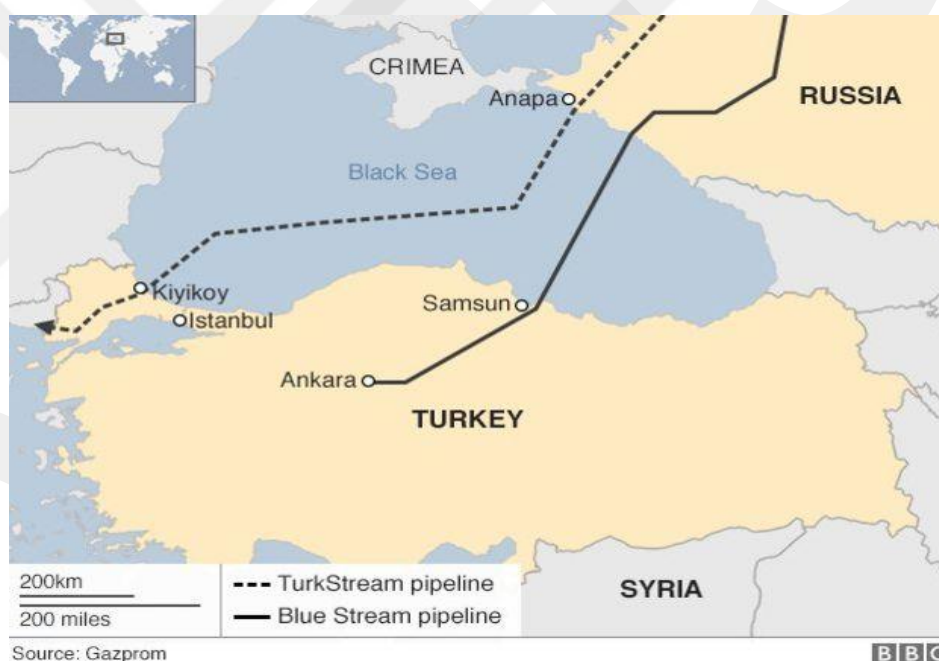 CRIMEA
Anapa
RUSSIA
Black Sea
Kiyikoy
Istanbul
Samsun
Ankara
TURKEY
SYRIA
200km
200 miles
TurkStream pipeline
Blue Stream pipeline
Source: Gazprom
BBC